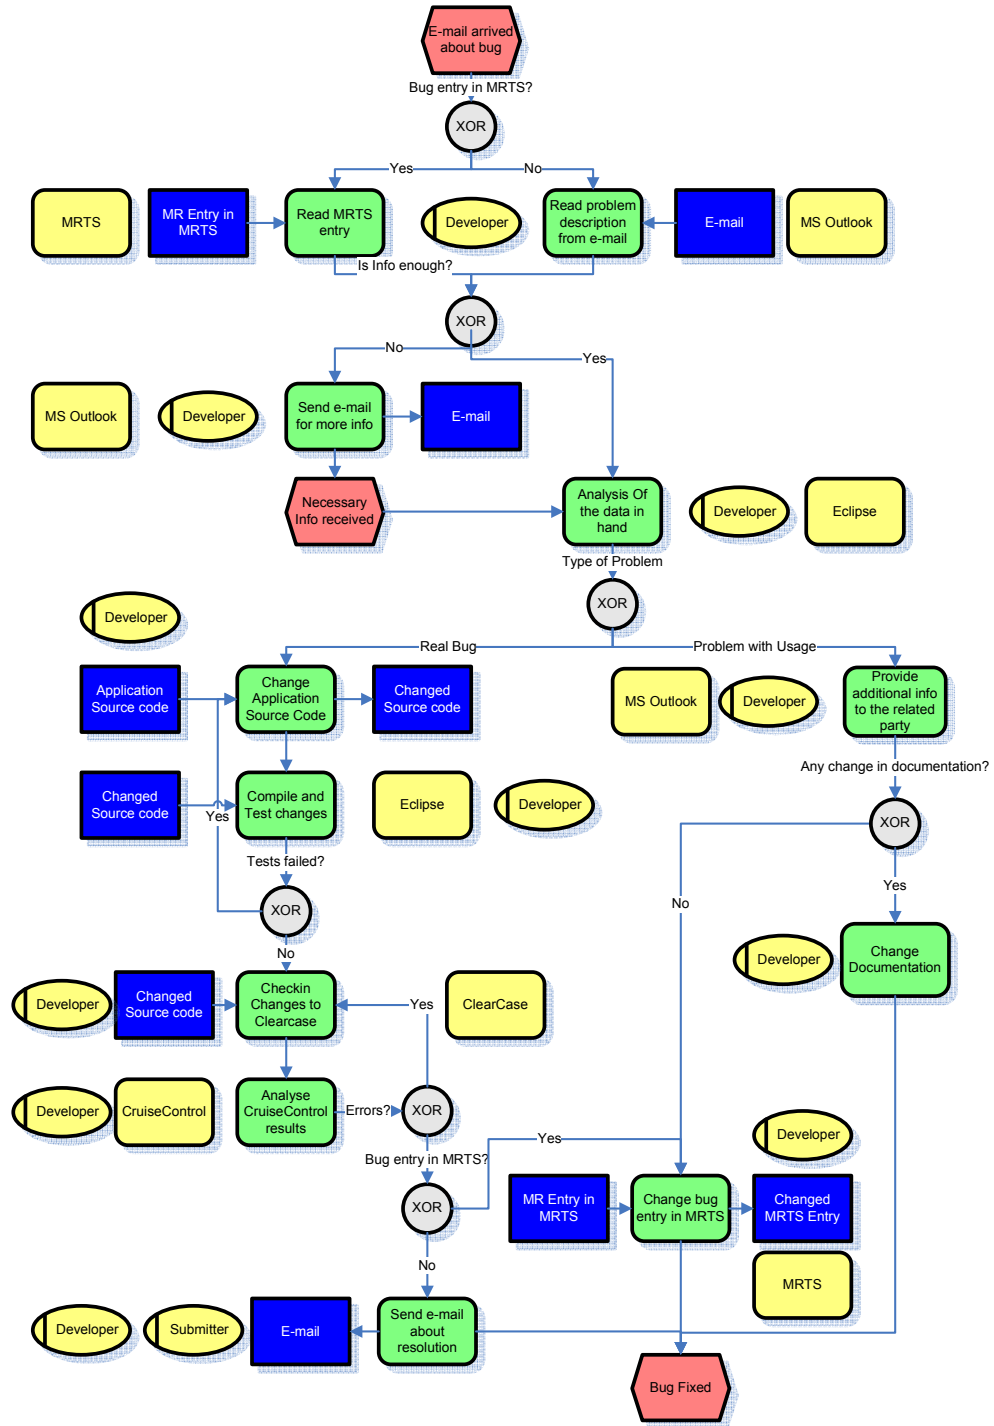 E-mail arrived
about bug
Bug entry in MRTS?
XOR
Yes
No
MRTS
MR Entry in
MRTS
Read MRTS
entry
Developer
Read problem
description
from e-mail
E-mail
MS Outlook
Is Info enough?
XOR
No
Yes
MS Outlook
Developer
Send e-mail
for more info
E-mail
Necessary
Info received
Analysis Of
the data in
hand
Developer
Eclipse
Type of Problem
XOR
Developer
Real Bug
Problem with Usage
Application
Source code
Change
Application
Source Code
Changed
Source code
MS Outlook
Developer
Provide
additional info
to the related
party
Any change in documentation?
Changed
Source code
Yes
Compile and
Test changes
Eclipse
Developer
XOR
Tests failed?
Yes
XOR
No
No
Developer
Change
Documentation
Developer
Changed
Source code
Checkin
Changes to
Clearcase
Yes
ClearCase
Developer
CruiseControl
Analyse
CruiseControl
results
Errors?
XOR
Yes
Developer
Bug entry in MRTS?
XOR
MR Entry in
MRTS
Change bug
entry in MRTS
Changed
MRTS Entry
No
MRTS
Developer
Submitter
E-mail
Send e-mail
about
resolution
Bug Fixed